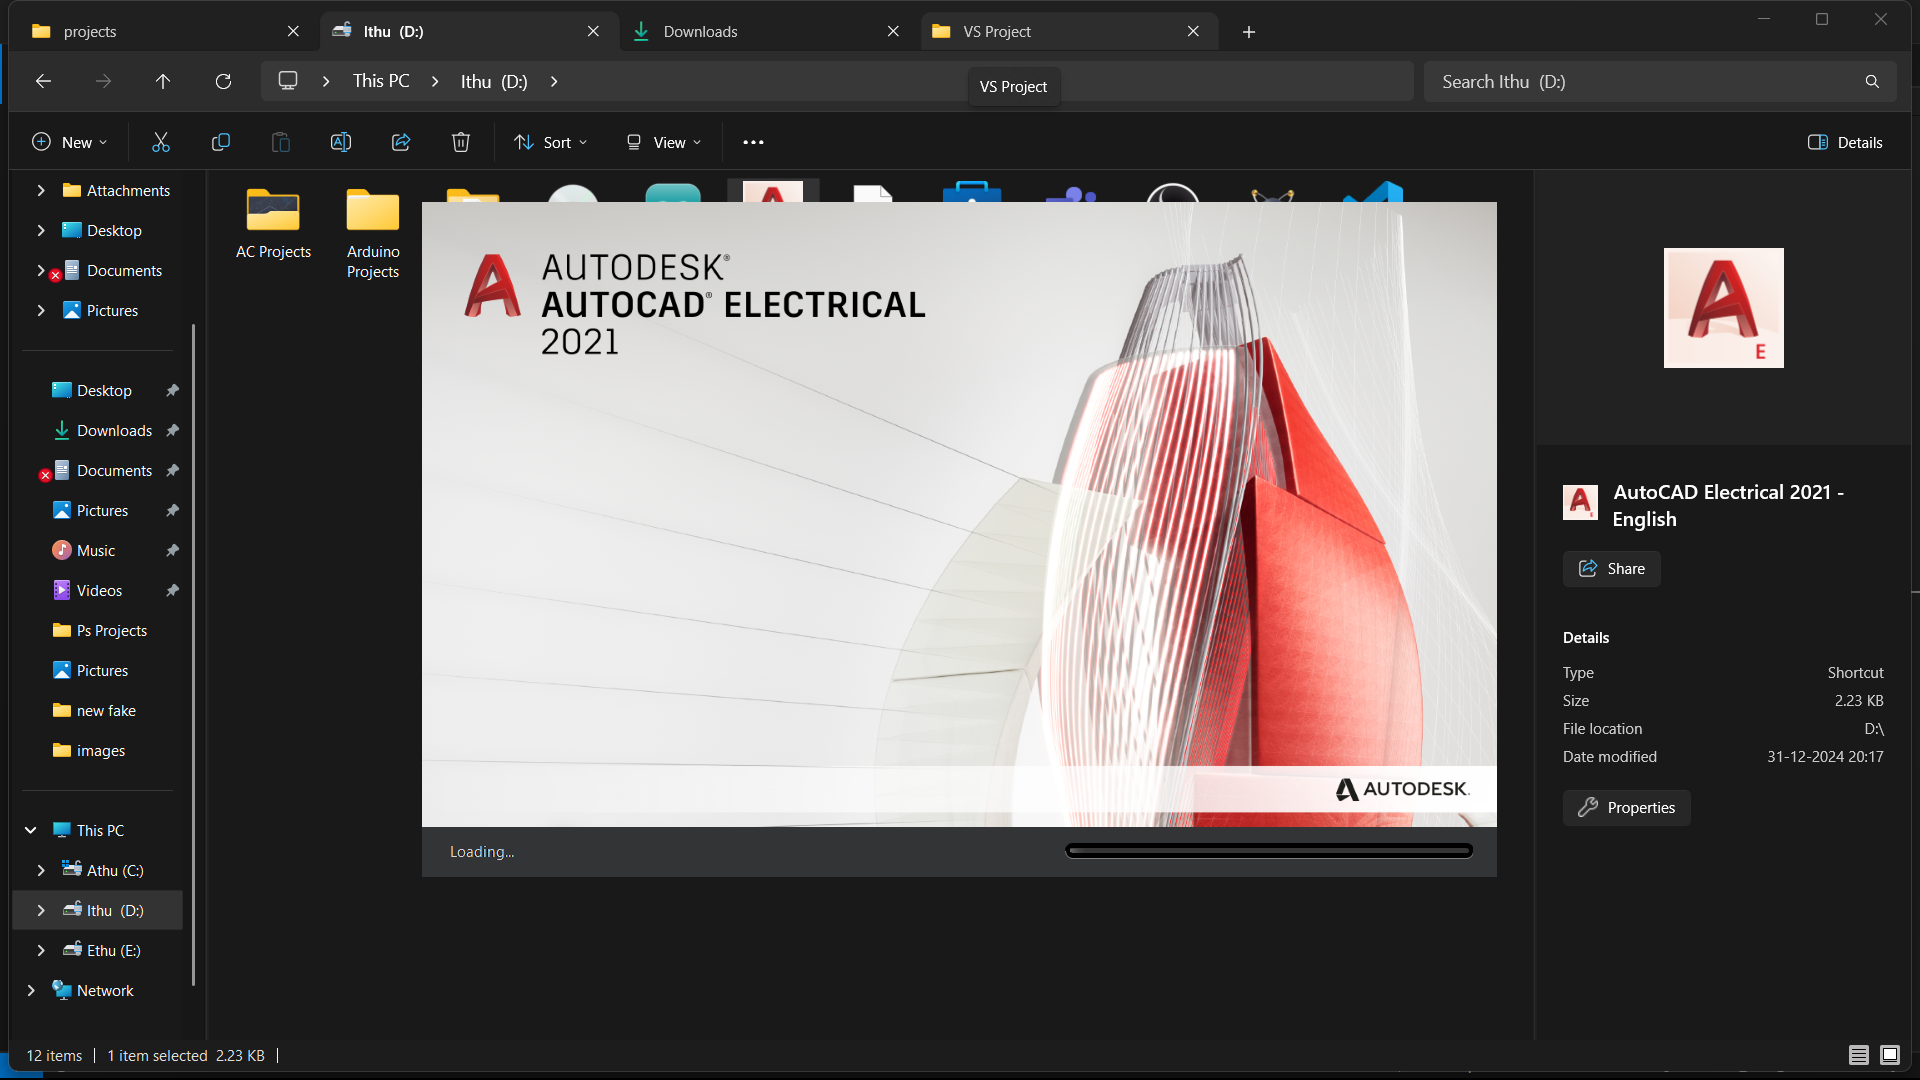 projects
Ithu (D:)
Downloads
VS Project
This PC
Ithu (D:)
VS Project
Search Ithu (D:)
New
Sort
View
Details
Attachments
Desktop
Documents
Pictures
Desktop
Downloads
Documents
Pictures
Music
Videos
Ps Projects
Pictures
new fake
images
This PC
Athu (C:)
Ithu (D:)
Ethu (E:)
Network
AC Projects
Arduino
Projects
AUTODESK®
AUTOCAD® ELECTRICAL
2021
AUTODESK.
Loading...
E
AutoCAD Electrical 2021 -
English
Share
Details
Type Shortcut
Size 2.23 KB
File location D:\
Date modified 31-12-2024 20:17
Properties
12 items
1 item selected 2.23 KB